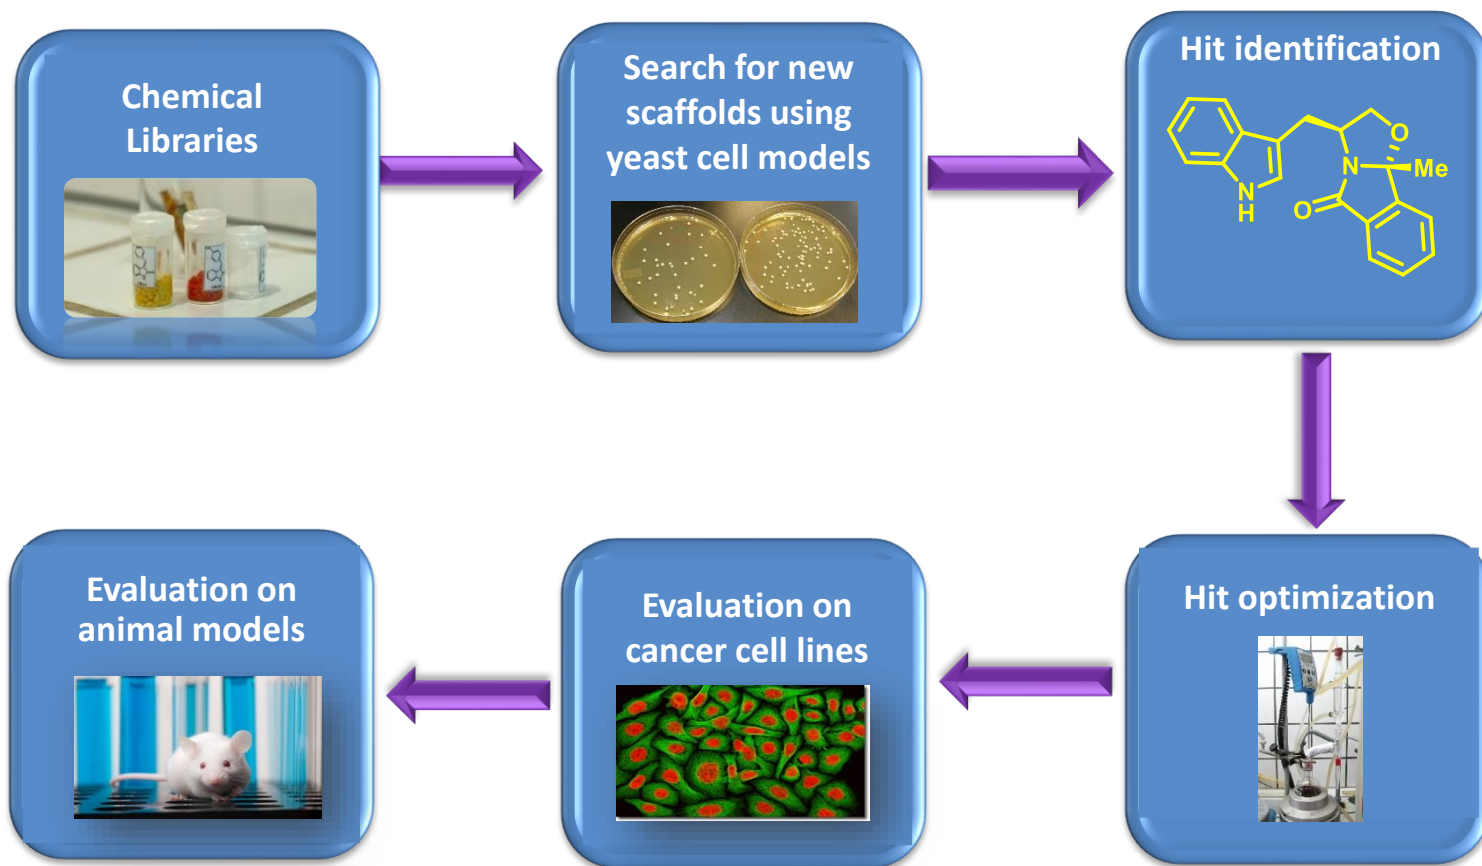 Chemical
Libraries
Search for new
scaffolds using
yeast cell models
Hit identification
O
N
Me
N
H
O
Hit optimization
Evaluation on
cancer cell lines
Evaluation on
animal models